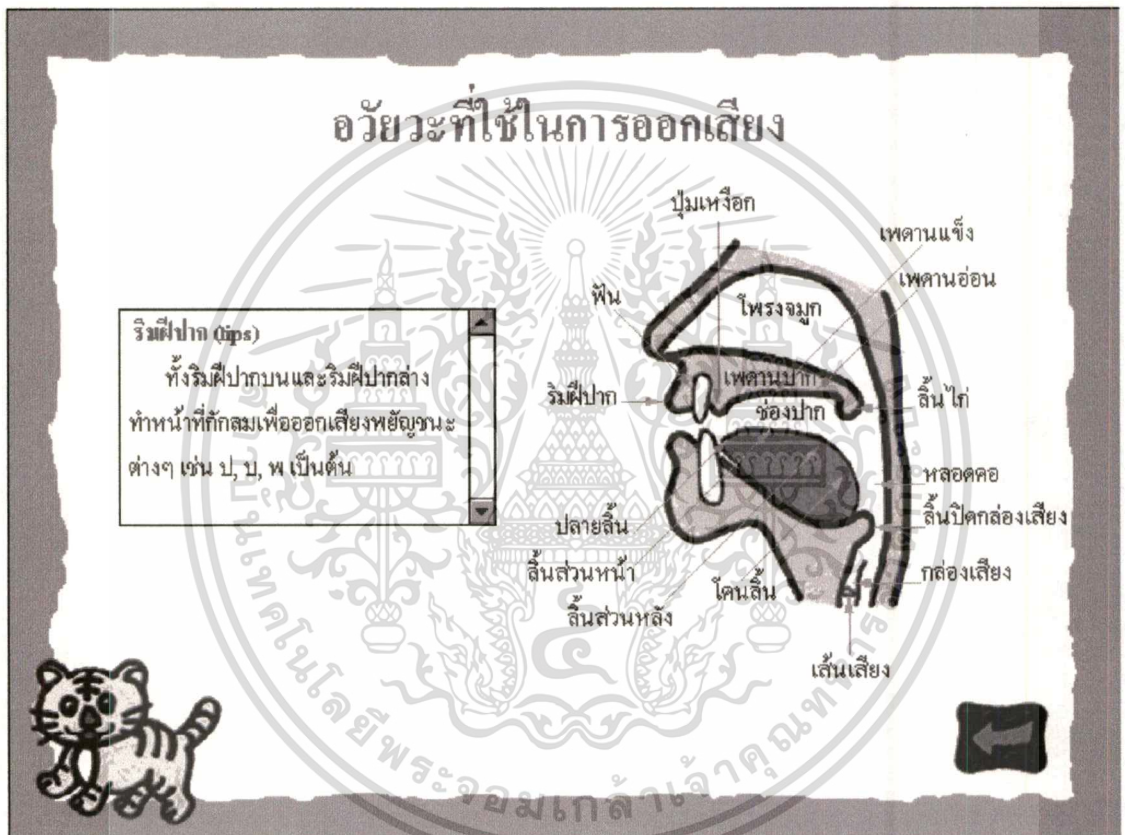 อวัยวะที่ใช้ในการออกเสียง
ปุ่มเหงือก
เพดานแข็ง
เพดานอ่อน
ฟัน
โพรงจมูก
ริมฝีปาก (lips)
ทั้งริมฝีปากบนและริมฝีปากล่าง
ทำหน้าที่กักลมเพื่อออกเสียงพยัญชนะ
ต่างๆ เช่น ป, บ, พ เป็นต้น
เพดานปาก
ริมฝีปาก
ช่องปาก
ลิ้นไก่
หลอดคอ
ลิ้นปิดกล่องเสียง
ปลายลิ้น
ลิ้นส่วนหน้า
กล่องเสียง
โคนลิ้น
ลิ้นส่วนหลัง
เส้นเสียง